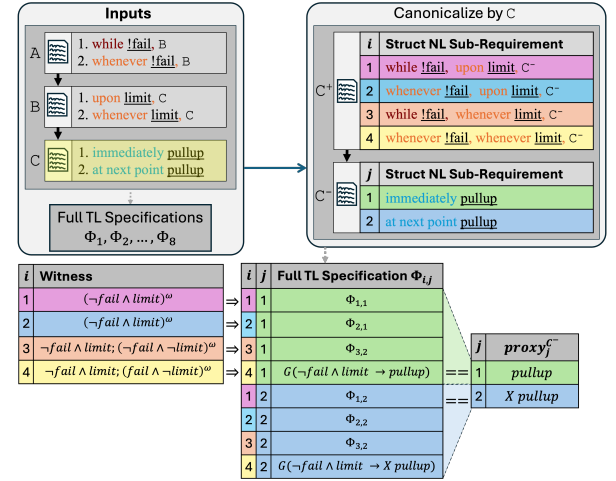 Inputs
A
1. while !fail, B
2. whenever !fail, B
B
1. upon limit, C
2. whenever limit, C
C
1. immediately pullup
2. at next point pullup
Full TL Specifications
Φ₁, Φ₂, …, Φ₈
Canonicalize by C
C⁺
i Struct NL Sub-Requirement
1 while !fail, upon limit, C⁻
2 whenever !fail, upon limit, C⁻
3 while !fail, whenever limit, C⁻
4 whenever !fail, whenever limit, C⁻
C⁻
j Struct NL Sub-Requirement
1 immediately pullup
2 at next point pullup
i Witness
1 (¬fail ∧ limit)^ω ⇒
2 (¬fail ∧ limit)^ω ⇒
3 ¬fail ∧ limit; (¬fail ∧ ¬limit)^ω ⇒
4 ¬fail ∧ limit; (fail ∧ ¬limit)^ω ⇒
i j Full TL Specification Φᵢ,ⱼ
1 1 Φ₁,₁
2 1 Φ₂,₁
3 1 Φ₃,₂
4 1 G(¬fail ∧ limit → pullup) ==
1 2 Φ₁,₂ ==
2 2 Φ₂,₂
3 2 Φ₃,₂
4 2 G(¬fail ∧ limit → X pullup)
j proxy_j^{C⁻}
1 pullup
2 X pullup